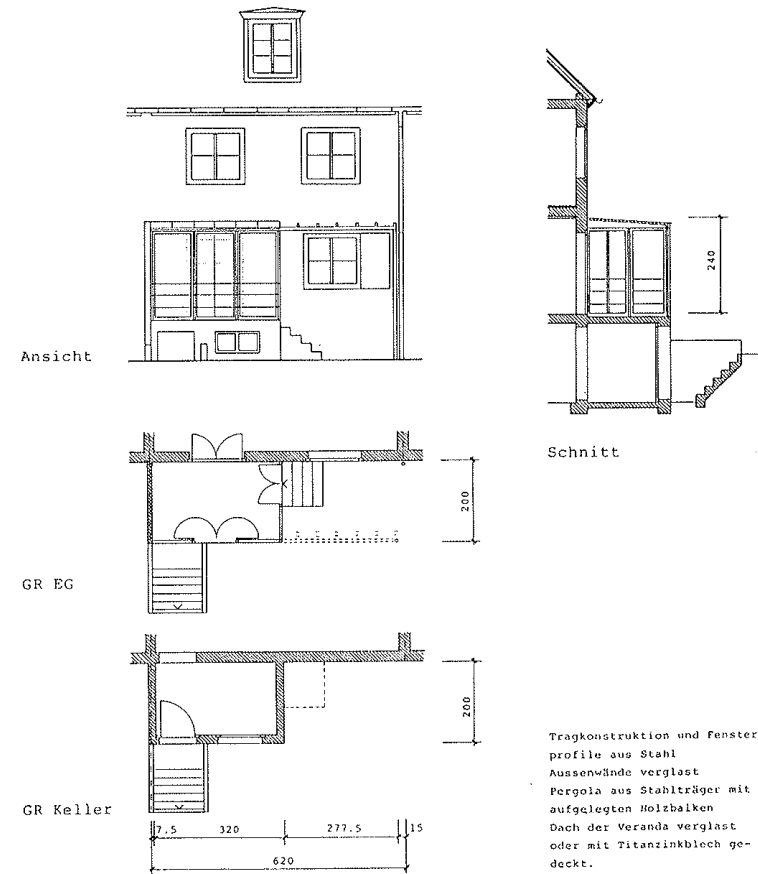 240
Ansicht
Schnitt
200
GR EG
200
GR Keller
7.5 320 277.5 15
620
Tragkonstruktion und Fenster
profile aus Stahl
Aussenwände verglast
Pergola aus Stahlträger mit
aufgelegten Holzbalken
Dach der Veranda verglast
oder mit Titanzinkblech ge-
deckt.